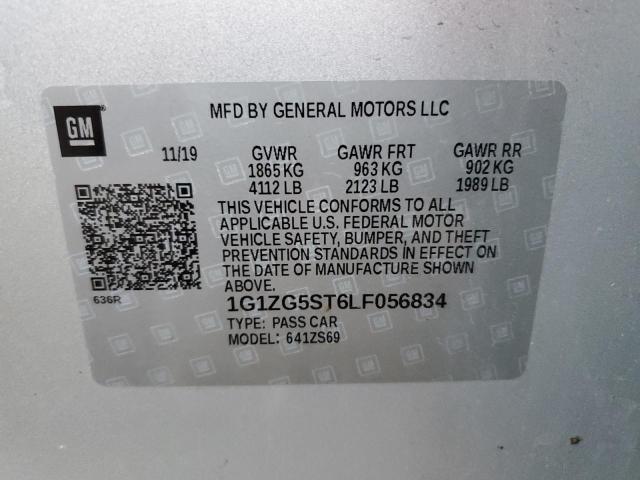 GM
MFD BY GENERAL MOTORS LLC
11/19 GVWR GAWR FRT GAWR RR
1865 KG 963 KG 902 KG
4112 LB 2123 LB 1989 LB
THIS VEHICLE CONFORMS TO ALL
APPLICABLE U.S. FEDERAL MOTOR
VEHICLE SAFETY, BUMPER, AND THEFT
PREVENTION STANDARDS IN EFFECT ON
THE DATE OF MANUFACTURE SHOWN
ABOVE.
636R
1G1ZG5ST6LF056834
TYPE: PASS CAR
MODEL: 641ZS69